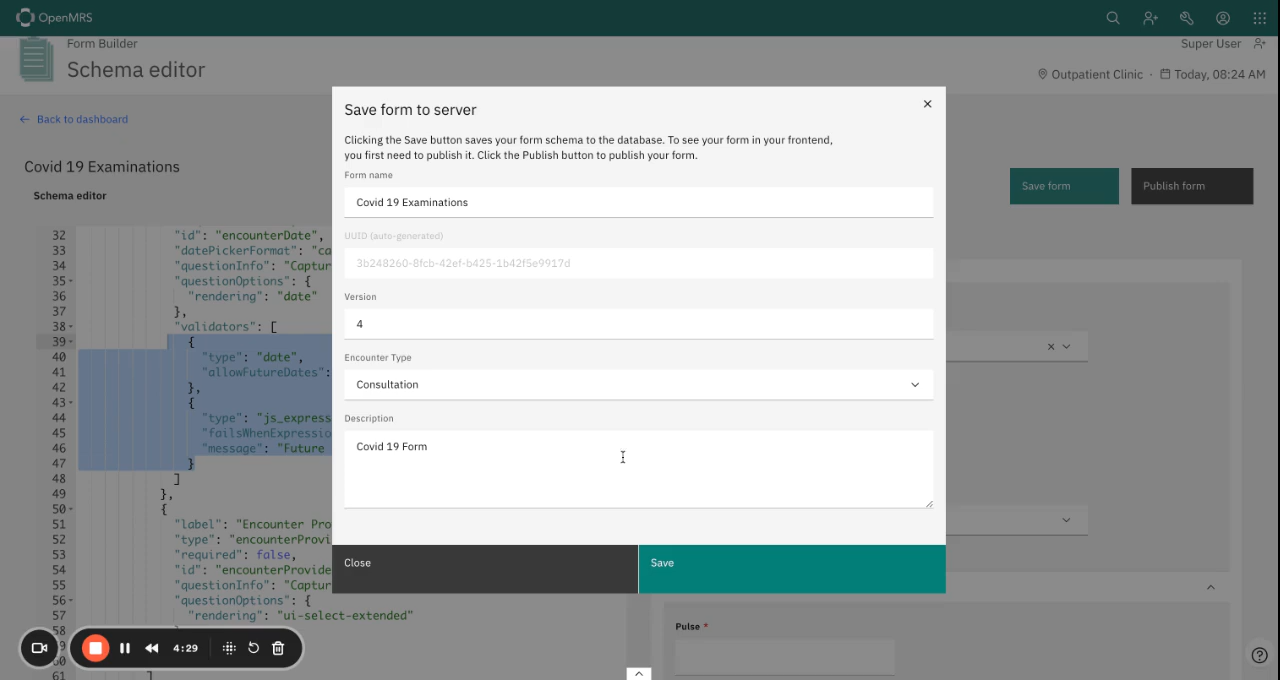 OpenMRS
Form Builder
Schema editor
Super User
Outpatient Clinic · Today, 08:24 AM
← Back to dashboard
Covid 19 Examinations
Schema editor
Save form
Publish form
32 "id": "encounterDate",
33 "datePickerFormat": "ca
34 "questionInfo": "Captur
35 "questionOptions": {
36 "rendering": "date"
37 },
38 "validators": [
39 {
40 "type": "date",
41 "allowFutureDates":
42 },
43 {
44 "type": "js_express
45 "failsWhenExpressio
46 "message": "Future
47 }
48 ]
49 },
50 {
51 "label": "Encounter Pro
52 "type": "encounterProvi
53 "required": false,
54 "id": "encounterProvide
55 "questionInfo": "Captur
56 "questionOptions": {
57 "rendering": "ui-select-extended"
58
60
61 ]
Save form to server
Clicking the Save button saves your form schema to the database. To see your form in your frontend,
you first need to publish it. Click the Publish button to publish your form.
Form name
Covid 19 Examinations
UUID (auto-generated)
3b248260-8fcb-42ef-b425-1b42f5e9917d
Version
4
Encounter Type
Consultation
Description
Covid 19 Form
Close
Save
Pulse *
4:29